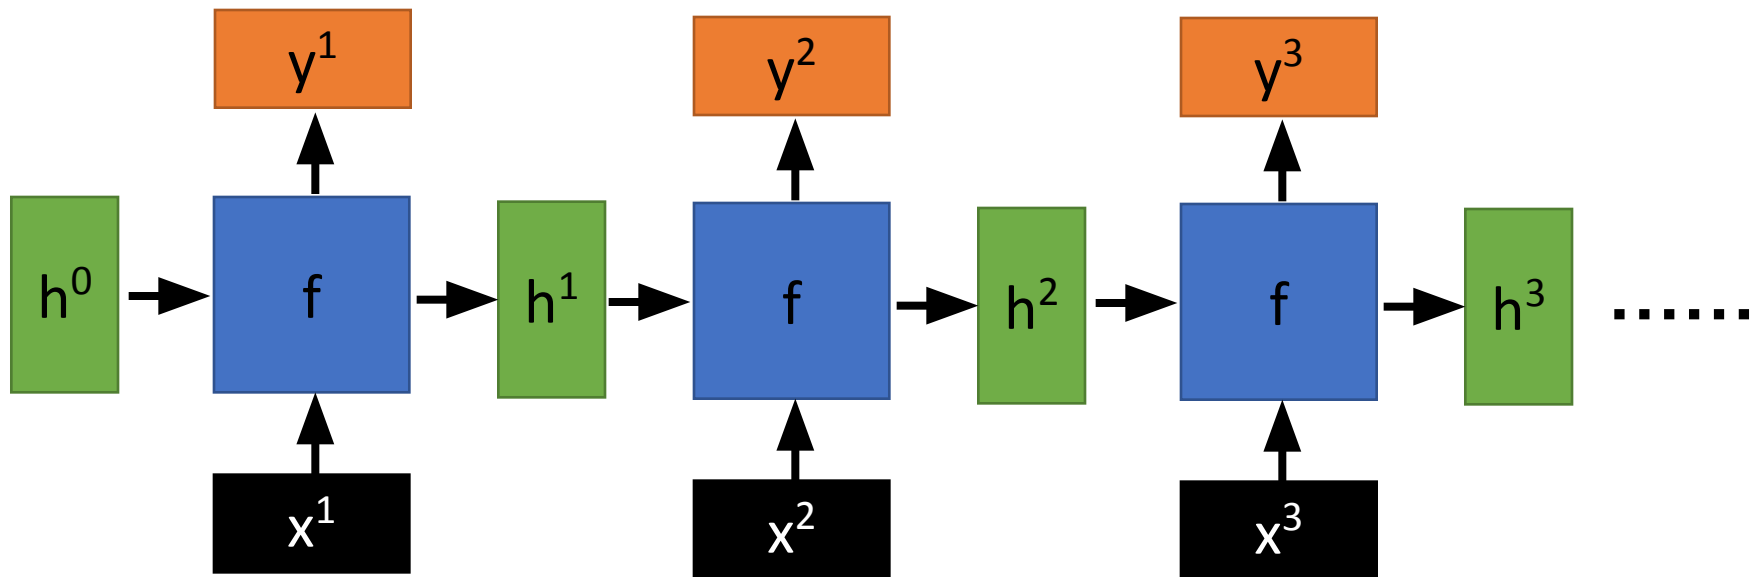 y¹ y² y³
h⁰ f h¹ f h² f h³ ......
x¹ x² x³